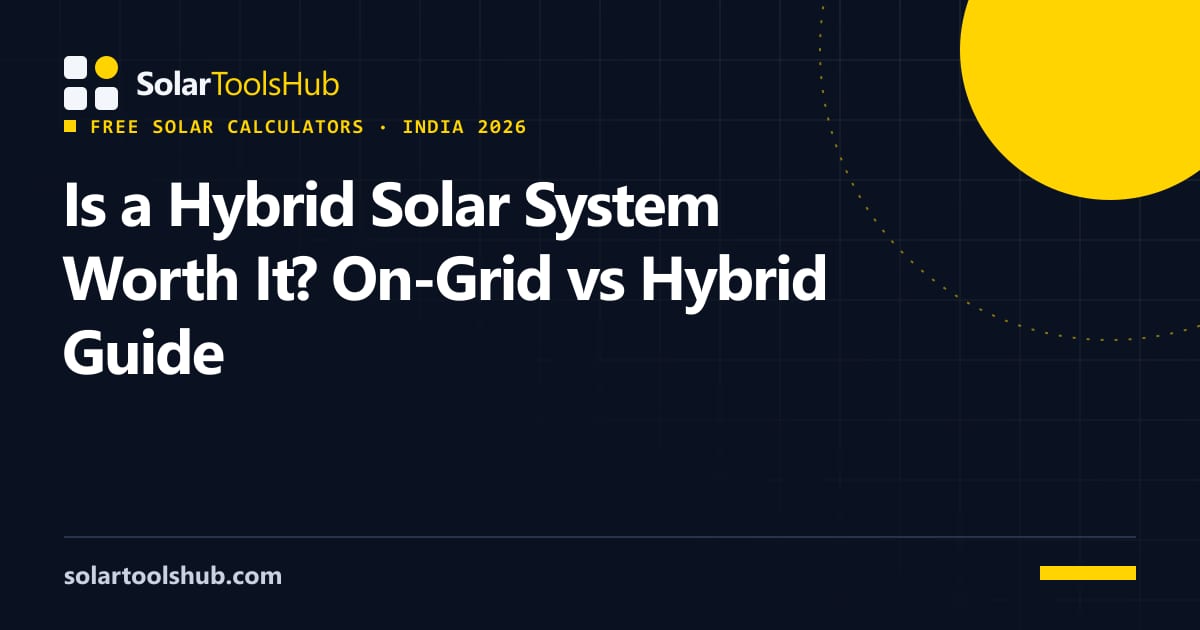 SolarToolsHub
FREE SOLAR CALCULATORS · INDIA 2026
Is a Hybrid Solar System
Worth It? On-Grid vs Hybrid
Guide
solartoolshub.com